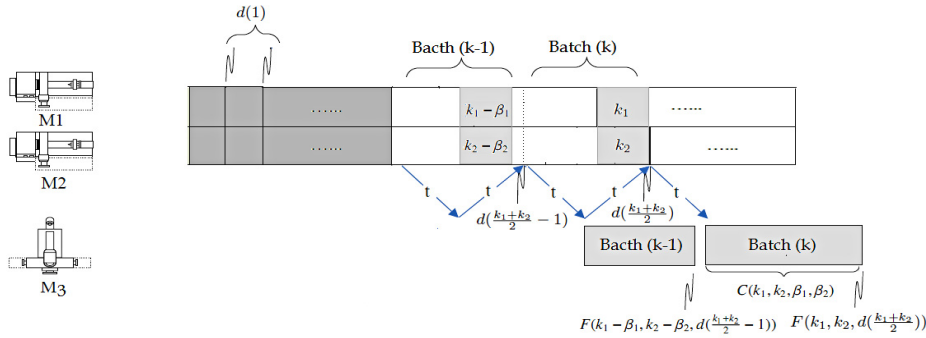 d(1)
Bacth (k-1) Batch (k)
M1 ...... k₁ − β₁ k₁ ......
M2 ...... k₂ − β₂ k₂ ......
t t t t t
d((k₁+k₂)/2 − 1) d((k₁+k₂)/2)
Bacth (k-1) Batch (k)
M3
C(k₁, k₂, β₁, β₂)
F(k₁ − β₁, k₂ − β₂, d((k₁+k₂)/2 − 1)) F(k₁, k₂, d((k₁+k₂)/2))